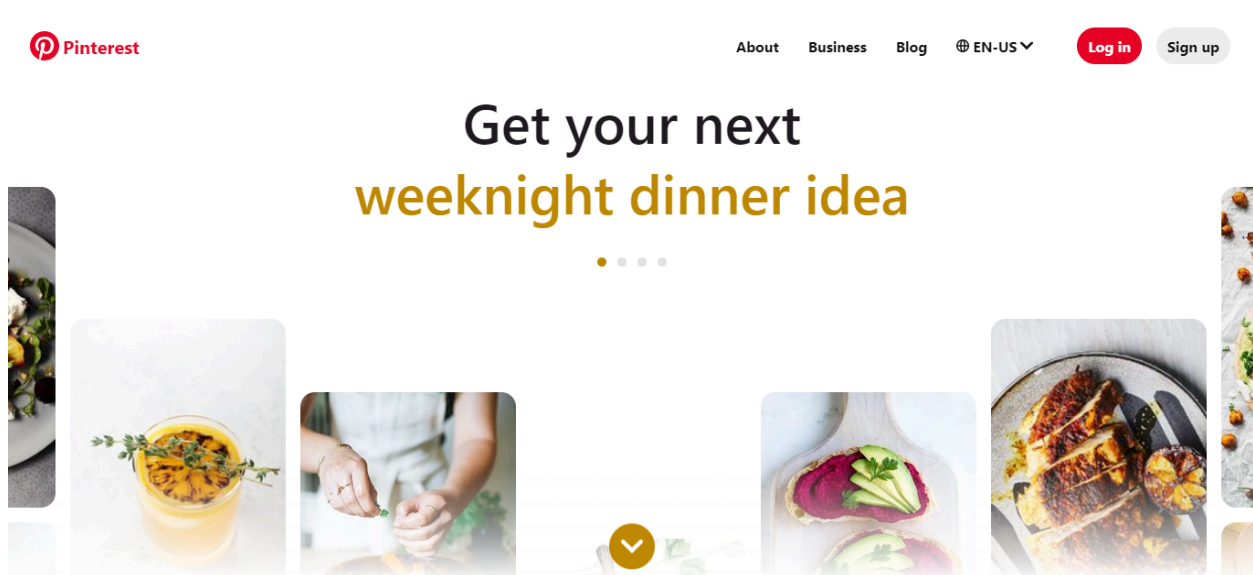 Pinterest
About
Business
Blog
EN-US
Log in
Sign up
Get your next
weeknight dinner idea